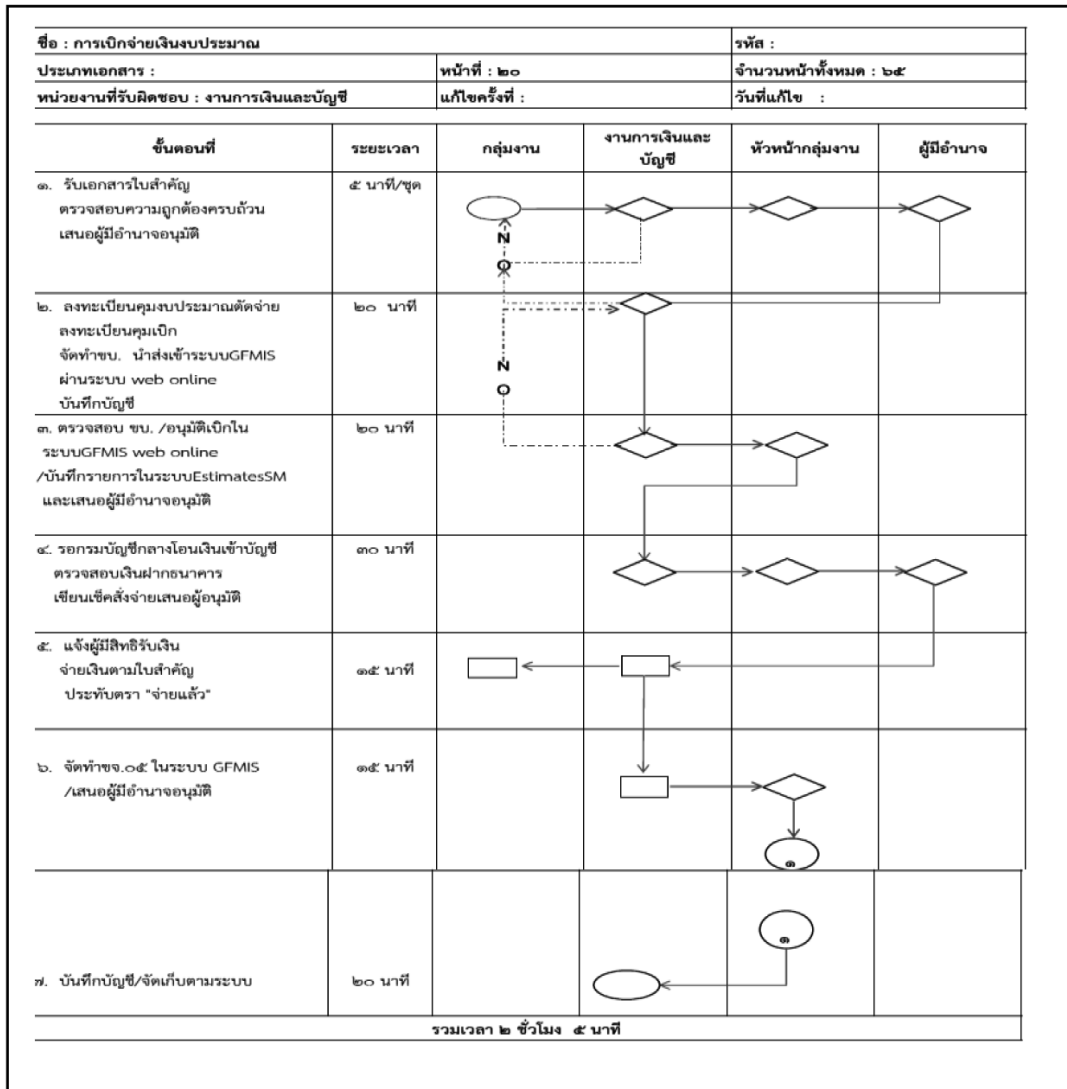 ชื่อ : การเบิกจ่ายเงินงบประมาณ
รหัส :
ประเภทเอกสาร :
หน้าที่ : ๒๐
จำนวนหน้าทั้งหมด : ๖๕
หน่วยงานที่รับผิดชอบ : งานการเงินและบัญชี
แก้ไขครั้งที่ :
วันที่แก้ไข :
ขั้นตอนที่
ระยะเวลา
กลุ่มงาน
งานการเงินและ
บัญชี
หัวหน้ากลุ่มงาน
ผู้มีอำนาจ
๑. รับเอกสารใบสำคัญ
ตรวจสอบความถูกต้องครบถ้วน
เสนอผู้มีอำนาจอนุมัติ
๕ นาที/ชุด
N
O
๒. ลงทะเบียนคุมงบประมาณตัดจ่าย
ลงทะเบียนคุมเบิก
จัดทำขบ. นำส่งเข้าระบบGFMIS
ผ่านระบบ web online
บันทึกบัญชี
๒๐ นาที
N
O
๓. ตรวจสอบ ขบ. /อนุมัติเบิกใน
ระบบGFMIS web online
/บันทึกรายการในระบบEstimatesSM
และเสนอผู้มีอำนาจอนุมัติ
๒๐ นาที
๔. รอกรมบัญชีกลางโอนเงินเข้าบัญชี
ตรวจสอบเงินฝากธนาคาร
เขียนเช็คสั่งจ่ายเสนอผู้อนุมัติ
๓๐ นาที
๕. แจ้งผู้มีสิทธิรับเงิน
จ่ายเงินตามใบสำคัญ
ประทับตรา "จ่ายแล้ว"
๑๕ นาที
๖. จัดทำขจ.๐๕ ในระบบ GFMIS
/เสนอผู้มีอำนาจอนุมัติ
๑๕ นาที
๑
๑
๗. บันทึกบัญชี/จัดเก็บตามระบบ
๒๐ นาที
รวมเวลา ๒ ชั่วโมง ๕ นาที